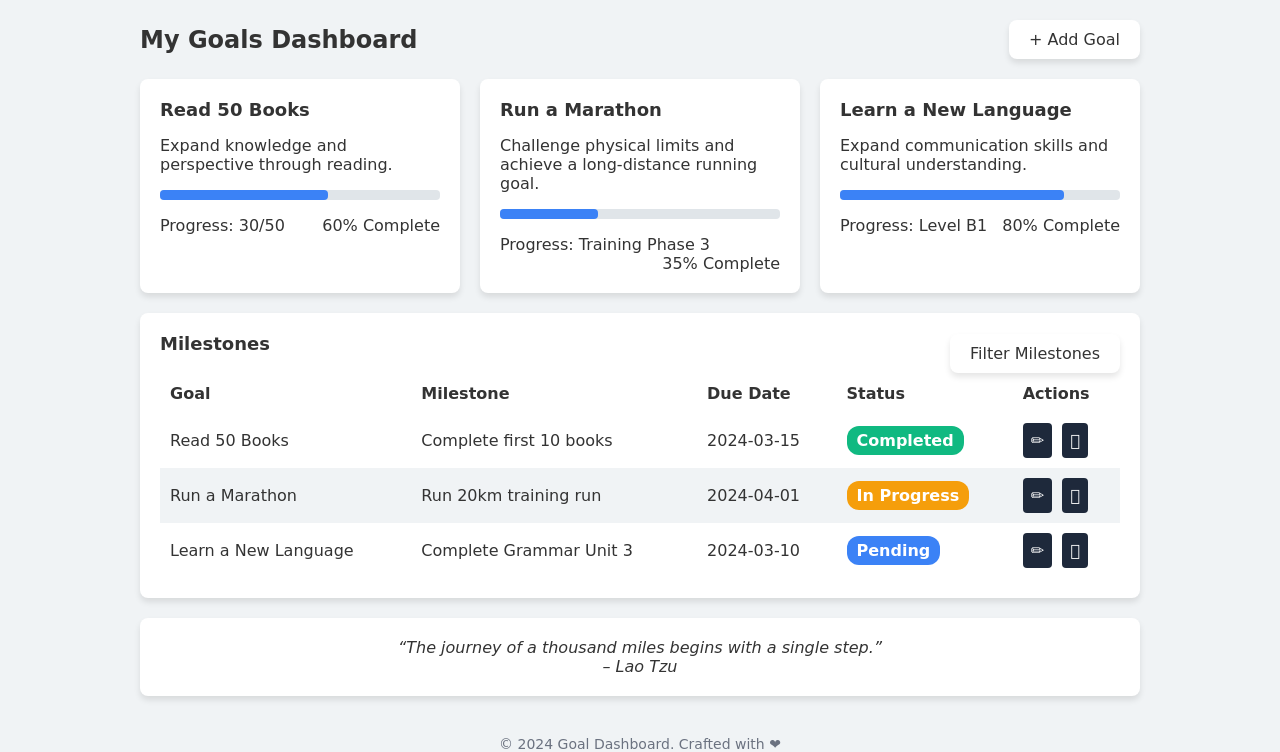 My Goals Dashboard
+ Add Goal
Read 50 Books
Expand knowledge and
perspective through reading.
Progress: 30/50 60% Complete
Run a Marathon
Challenge physical limits and
achieve a long-distance running
goal.
Progress: Training Phase 3
35% Complete
Learn a New Language
Expand communication skills and
cultural understanding.
Progress: Level B1 80% Complete
Milestones
Filter Milestones
Goal Milestone Due Date Status Actions
Read 50 Books Complete first 10 books 2024-03-15 Completed ✏
Run a Marathon Run 20km training run 2024-04-01 In Progress ✏
Learn a New Language Complete Grammar Unit 3 2024-03-10 Pending ✏
“The journey of a thousand miles begins with a single step.”
– Lao Tzu
© 2024 Goal Dashboard. Crafted with ❤